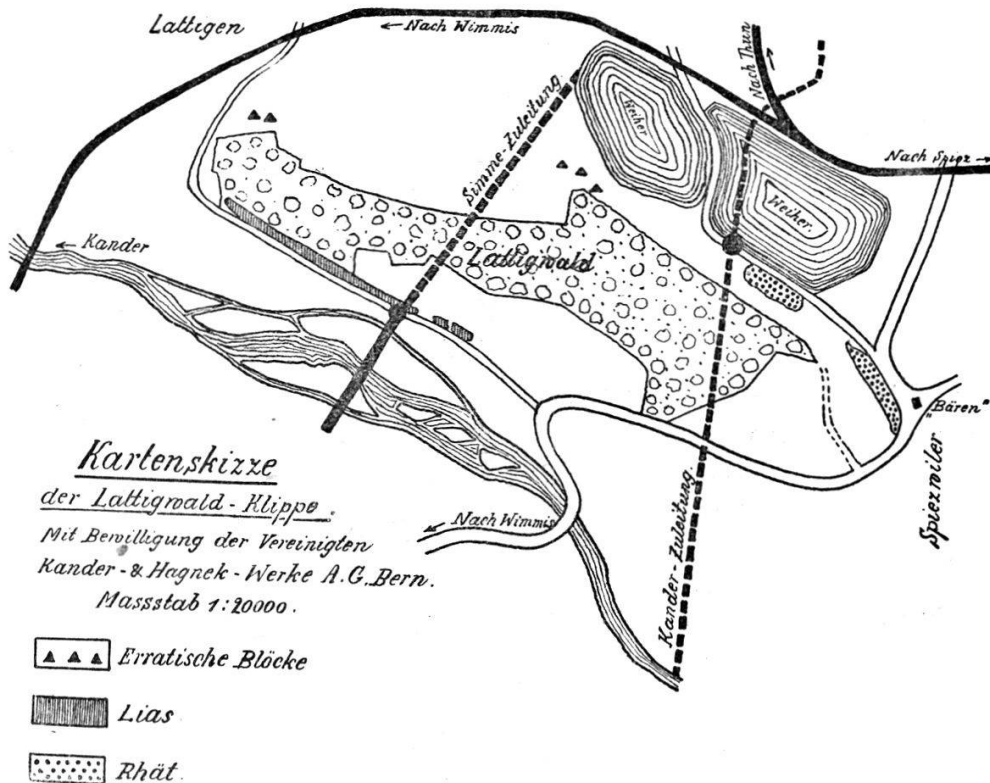 Lattigen
← Nach Wimmis
Nach Thun →
Nach Spiez →
Simme-Zuleitung
Weiher
Weiher
← Kander
Lattigwald
"Bären"
Spiezwiler
Kartenskizze
der Lattigwald-Klippe.
Mit Bewilligung der Vereinigten
Kander- & Hagnek-Werke A.G. Bern.
Massstab 1:20000.
← Nach Wimmis
Kander-Zuleitung
Erratische Blöcke
Lias
Rhät